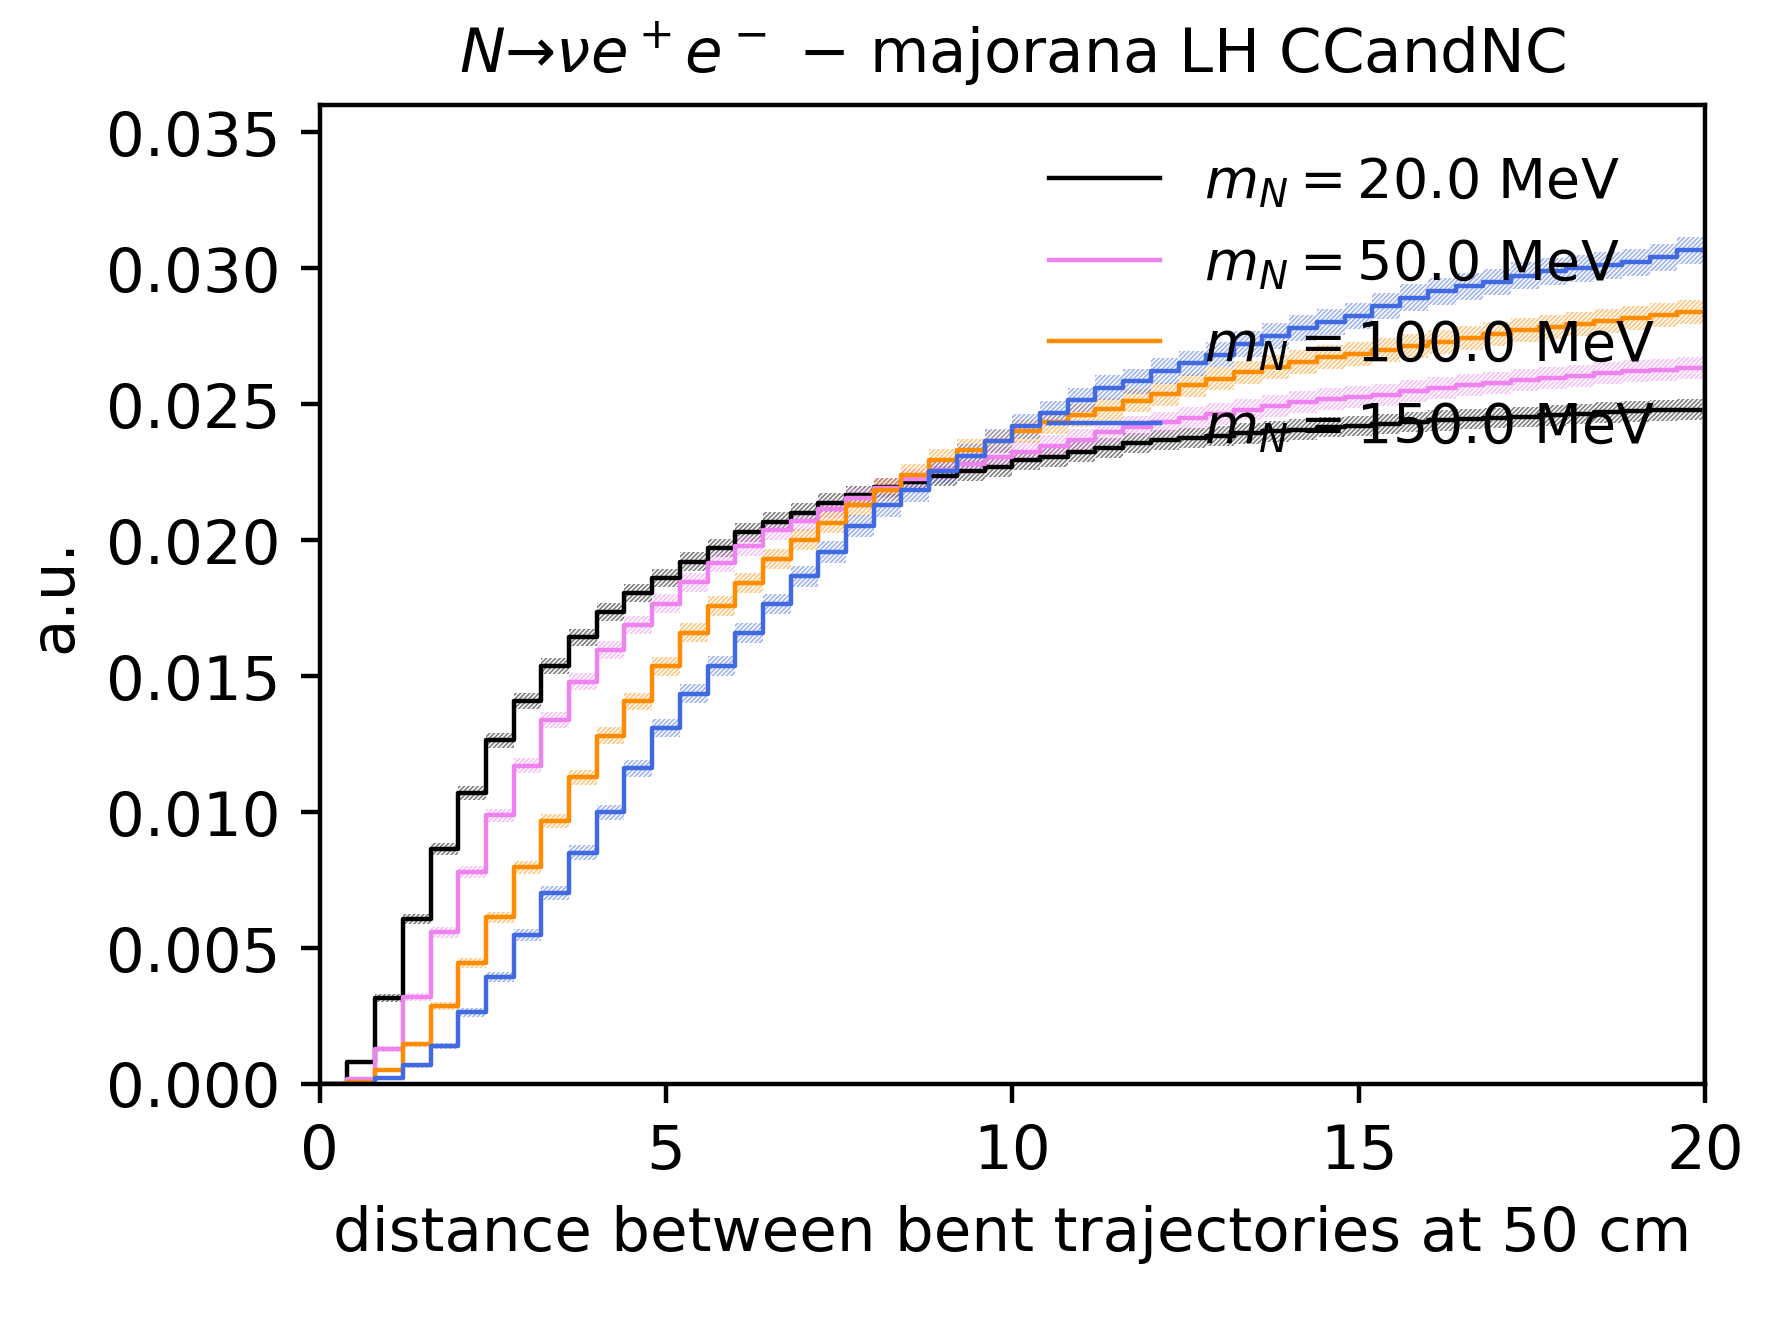 N→νe⁺e⁻ − majorana LH CCandNC
0.035
0.030
0.025
0.020
0.015
0.010
0.005
0.000
a.u.
m_N = 20.0 MeV
m_N = 50.0 MeV
m_N = 100.0 MeV
m_N = 150.0 MeV
0 5 10 15 20
distance between bent trajectories at 50 cm